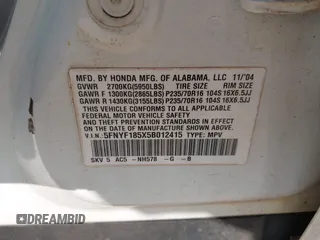 MFD. BY HONDA MFG. OF ALABAMA, LLC 11/'04
GVWR 2700KG(5950LBS) TIRE SIZE RIM SIZE
GAWR F 1300KG(2865LBS) P235/70R16 104S 16X6.5JJ
GAWR R 1430KG(3155LBS) P235/70R16 104S 16X6.5JJ
THIS VEHICLE CONFORMS TO ALL APPLICABLE
FEDERAL MOTOR VEHICLE SAFETY AND THEFT
PREVENTION STANDARDS IN EFFECT ON THE DATE OF
MANUFACTURE SHOWN ABOVE.
V.I.N.: 5FNYF185X5B012415 TYPE: MPV
SKV 5 AC5 -NH578 -G -B
DREAMBID